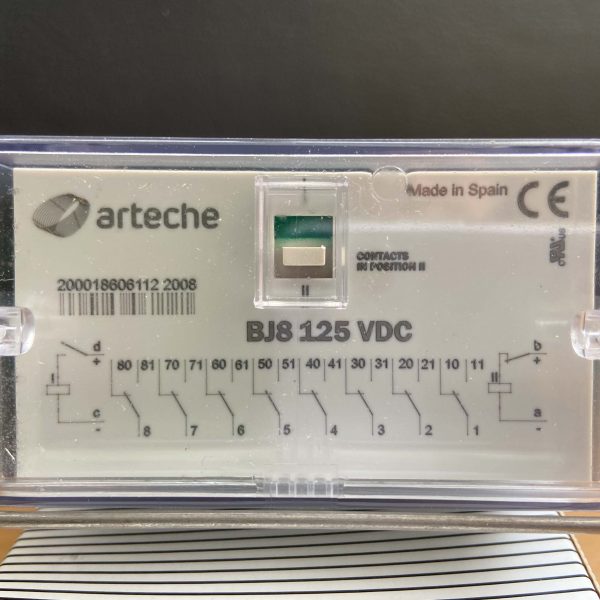 arteche
Made in Spain CE
I
c UL US
CONTACTS
IN POSITION II
200018606112 2008
II
BJ8 125 VDC
d b
+ 80 81 70 71 60 61 50 51 40 41 30 31 20 21 10 11 +
I II
c a
- 8 7 6 5 4 3 2 1 -